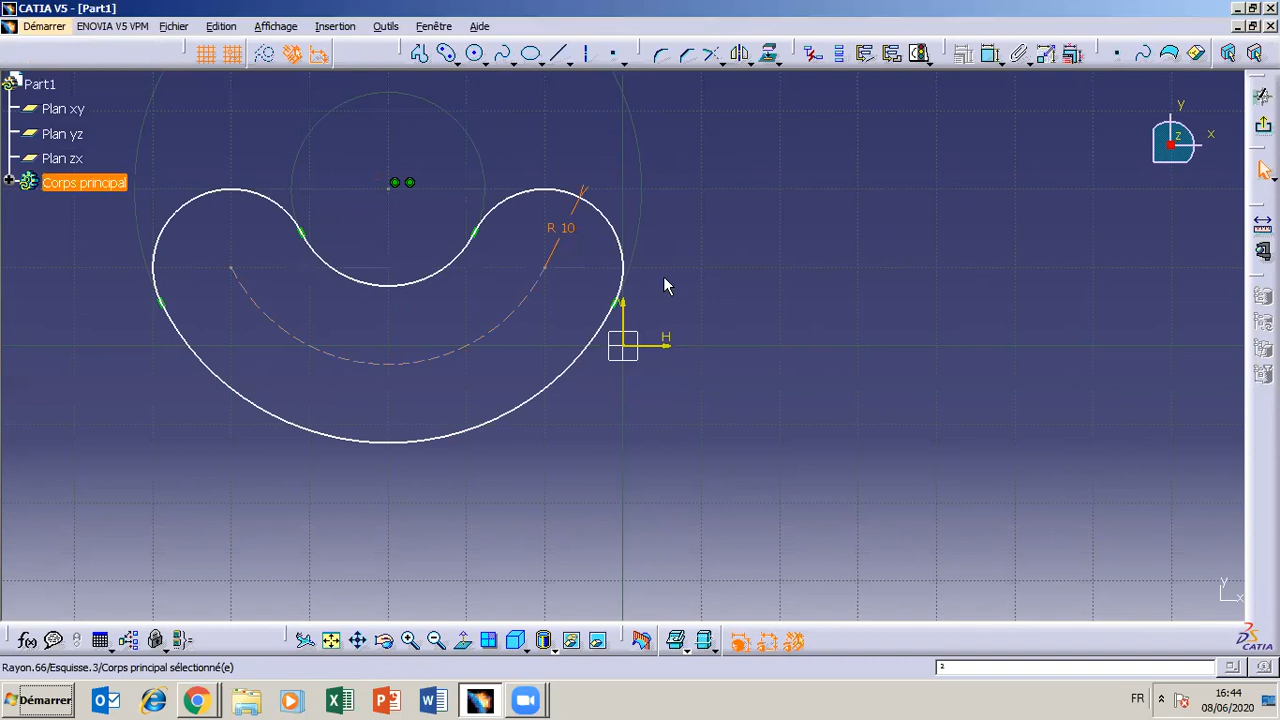 CATIA V5 - [Part1]
Démarrer ENOVIA V5 VPM Fichier Edition Affichage Insertion Outils Fenêtre Aide
Part1
Plan xy
Plan yz
Plan zx
Corps principal
y
z
x
R 10
H
y
x
f(x)
CATIA
Rayon.66/Esquisse.3/Corps principal sélectionné(e)
²
Démarrer
FR
16:44
08/06/2020